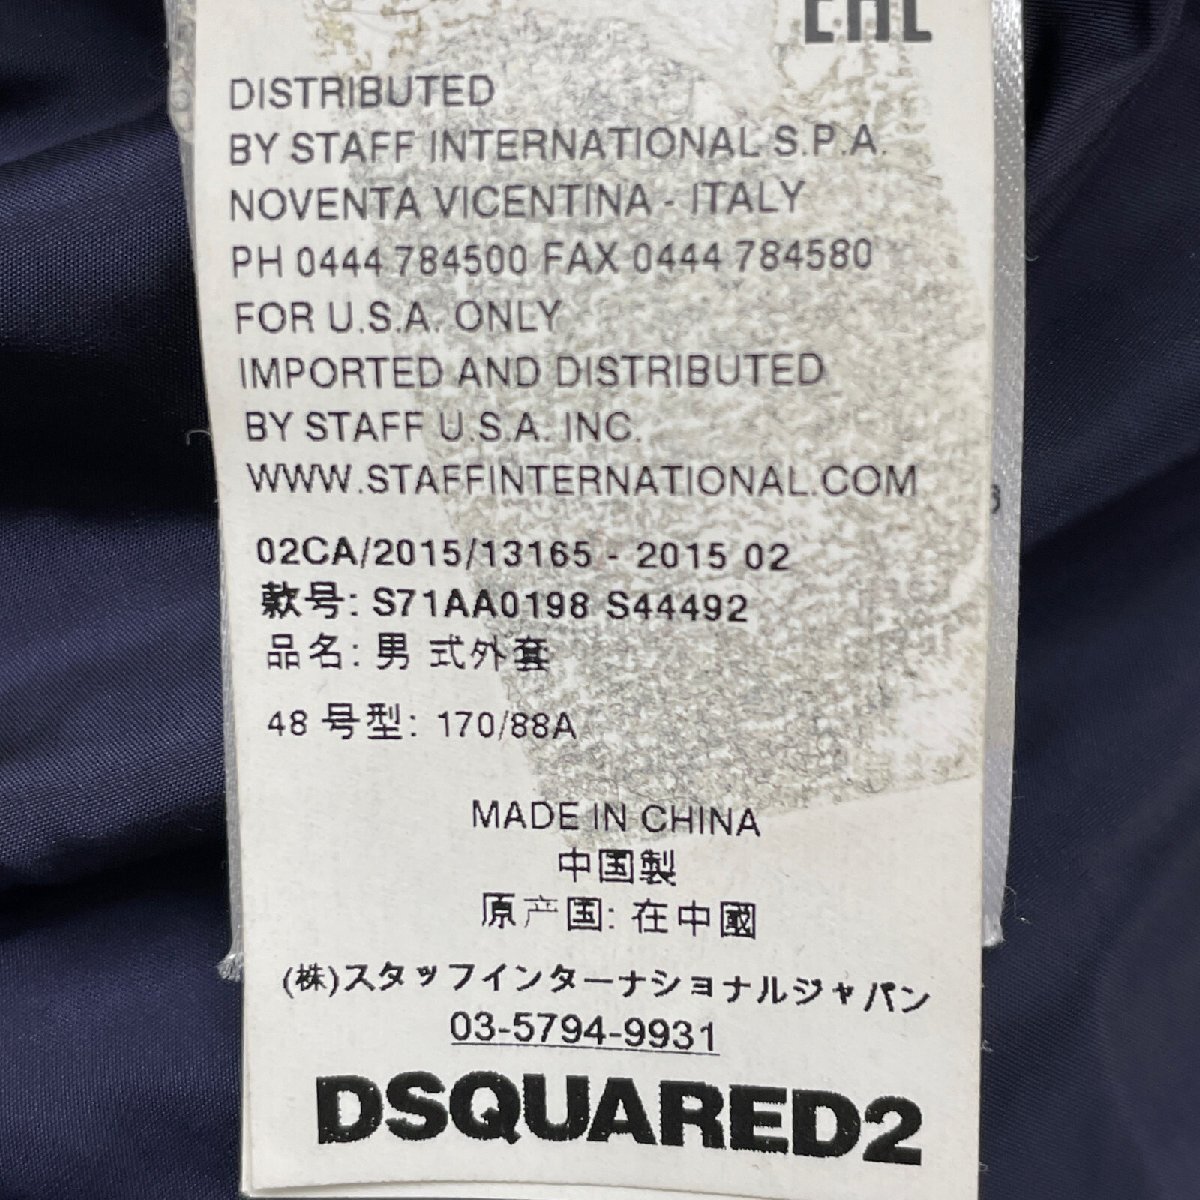 EAC
DISTRIBUTED
BY STAFF INTERNATIONAL S.P.A.
NOVENTA VICENTINA - ITALY
PH 0444 784500 FAX 0444 784580
FOR U.S.A. ONLY
IMPORTED AND DISTRIBUTED
BY STAFF U.S.A. INC.
WWW.STAFFINTERNATIONAL.COM
02CA/2015/13165 - 2015 02
款号: S71AA0198 S44492
品名: 男 式外套
48 号型: 170/88A
MADE IN CHINA
中国製
原产国: 在中國
(株)スタッフインターナショナルジャパン
03-5794-9931
DSQUARED2